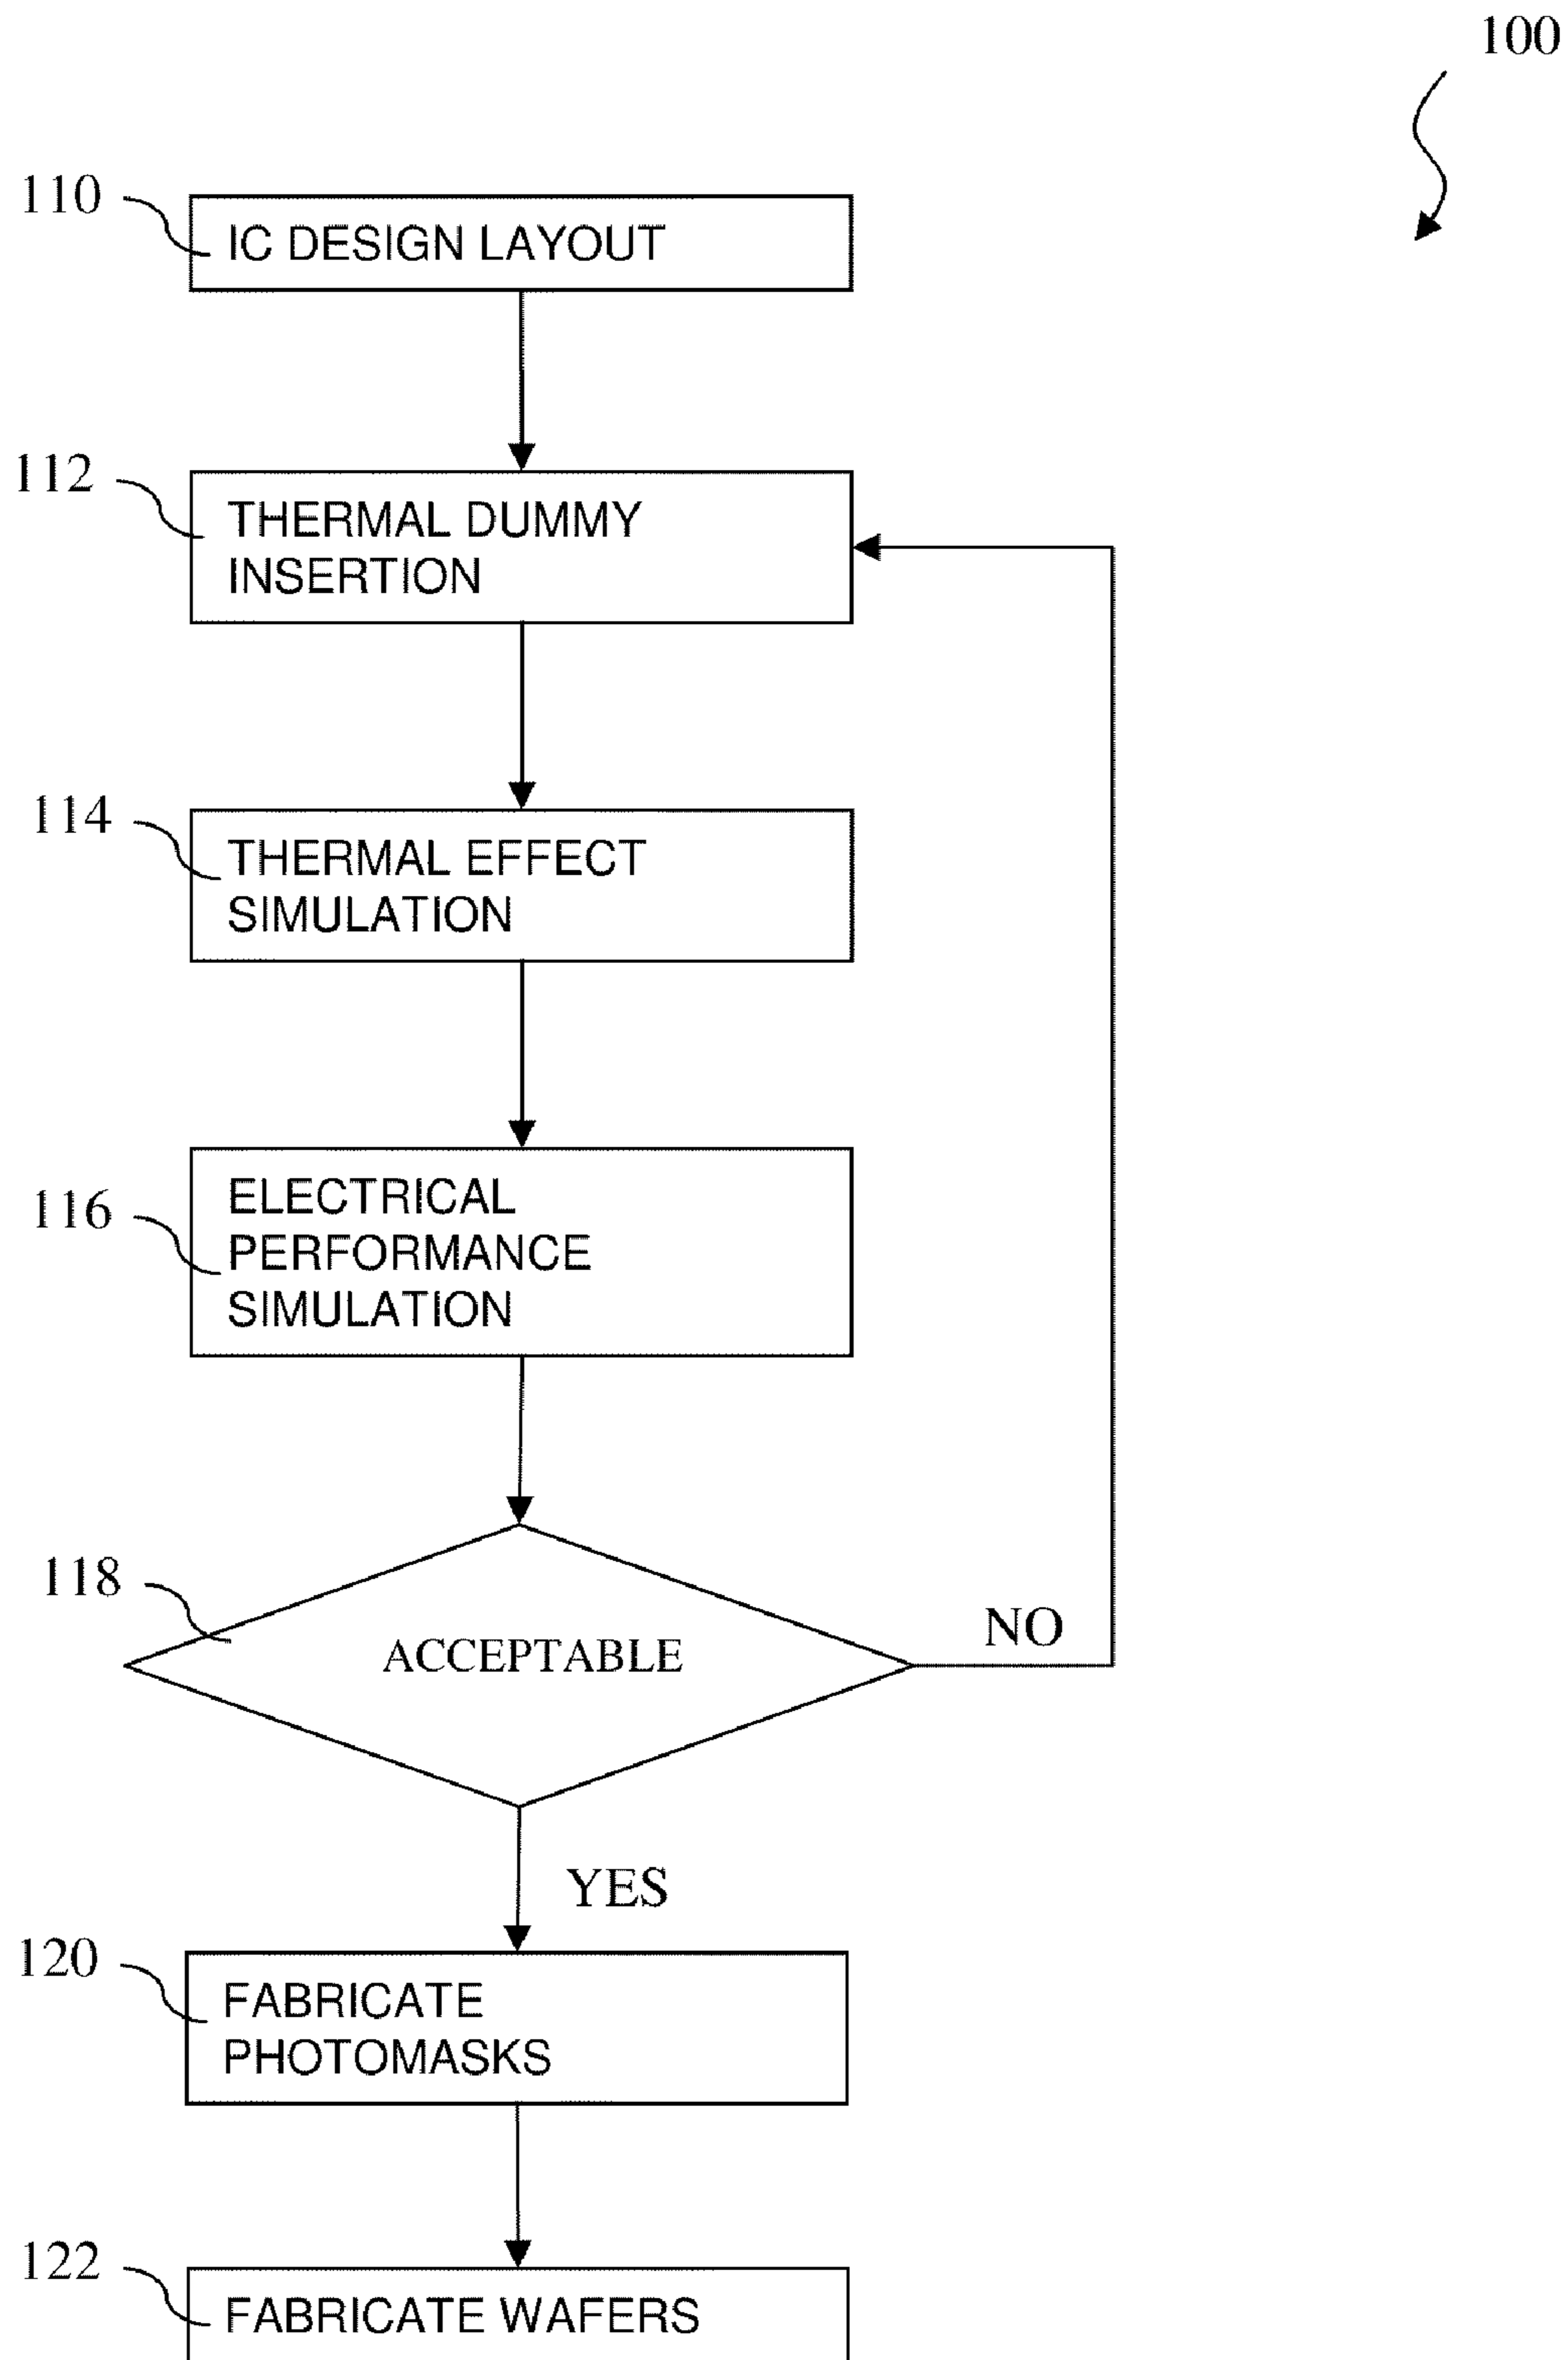 100
110
IC DESIGN LAYOUT
112
THERMAL DUMMY
INSERTION
114
THERMAL EFFECT
SIMULATION
116
ELECTRICAL
PERFORMANCE
SIMULATION
118
ACCEPTABLE
NO
YES
120
FABRICATE
PHOTOMASKS
122
FABRICATE WAFERS